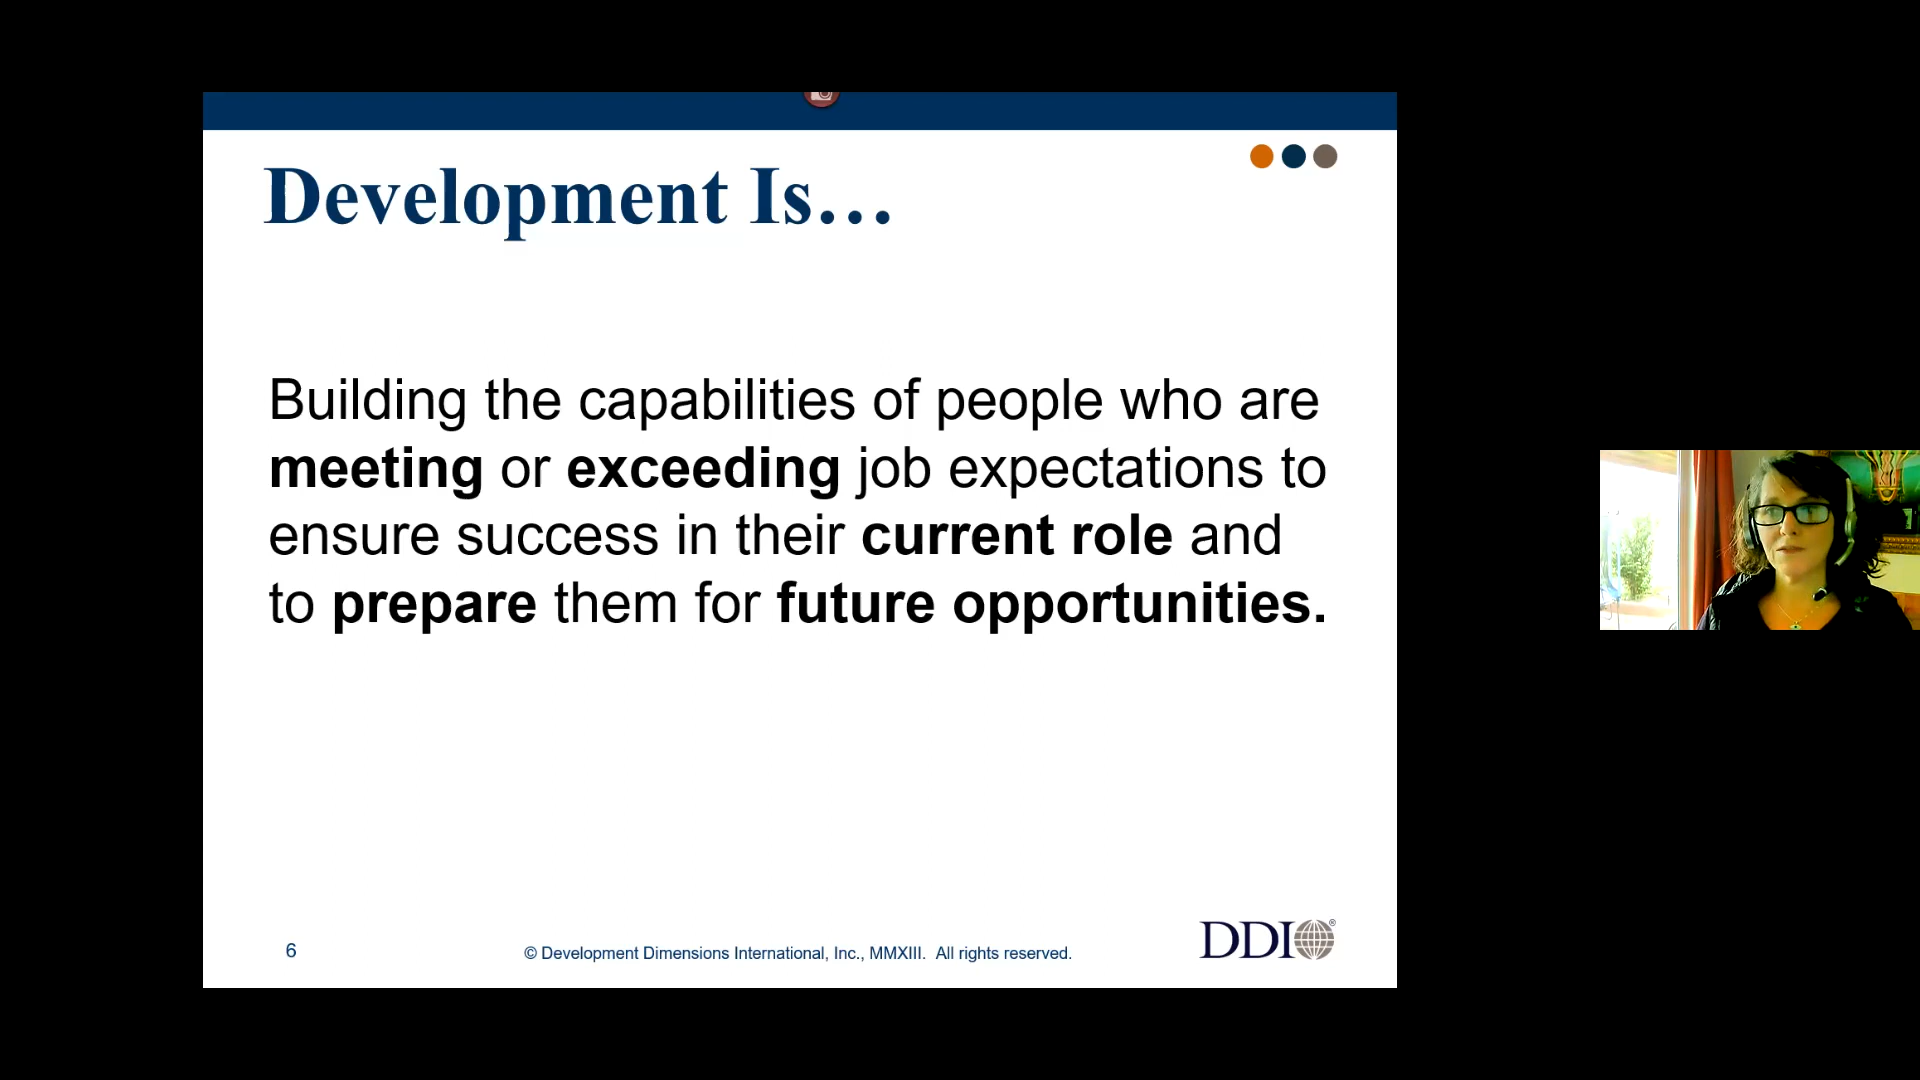 Development Is…
Building the capabilities of people who are
meeting or exceeding job expectations to
ensure success in their current role and
to prepare them for future opportunities.
6
© Development Dimensions International, Inc., MMXIII.  All rights reserved.
DDI®